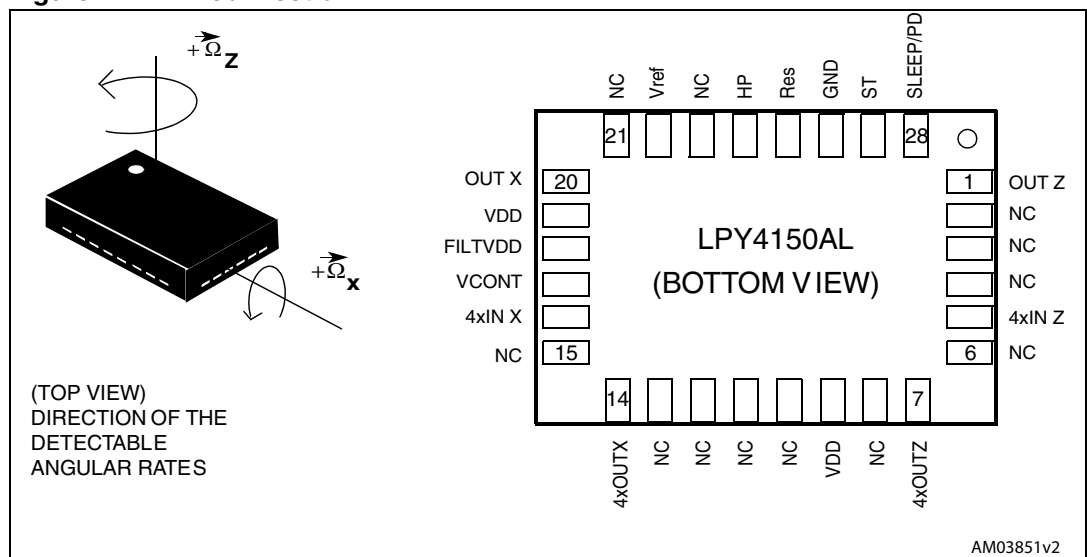 +Ω Z
+Ω x
(TOP VIEW)
DIRECTION OF THE
DETECTABLE
ANGULAR RATES
NC Vref NC HP Res GND ST SLEEP/PD
21 28
OUT X 20 1 OUT Z
VDD NC
FILTVDD NC
VCONT NC
4xIN X 4xIN Z
NC 15 6 NC
LPY4150AL
(BOTTOM VIEW)
14 7
4xOUTX NC NC NC NC VDD NC 4xOUTZ
AM03851v2